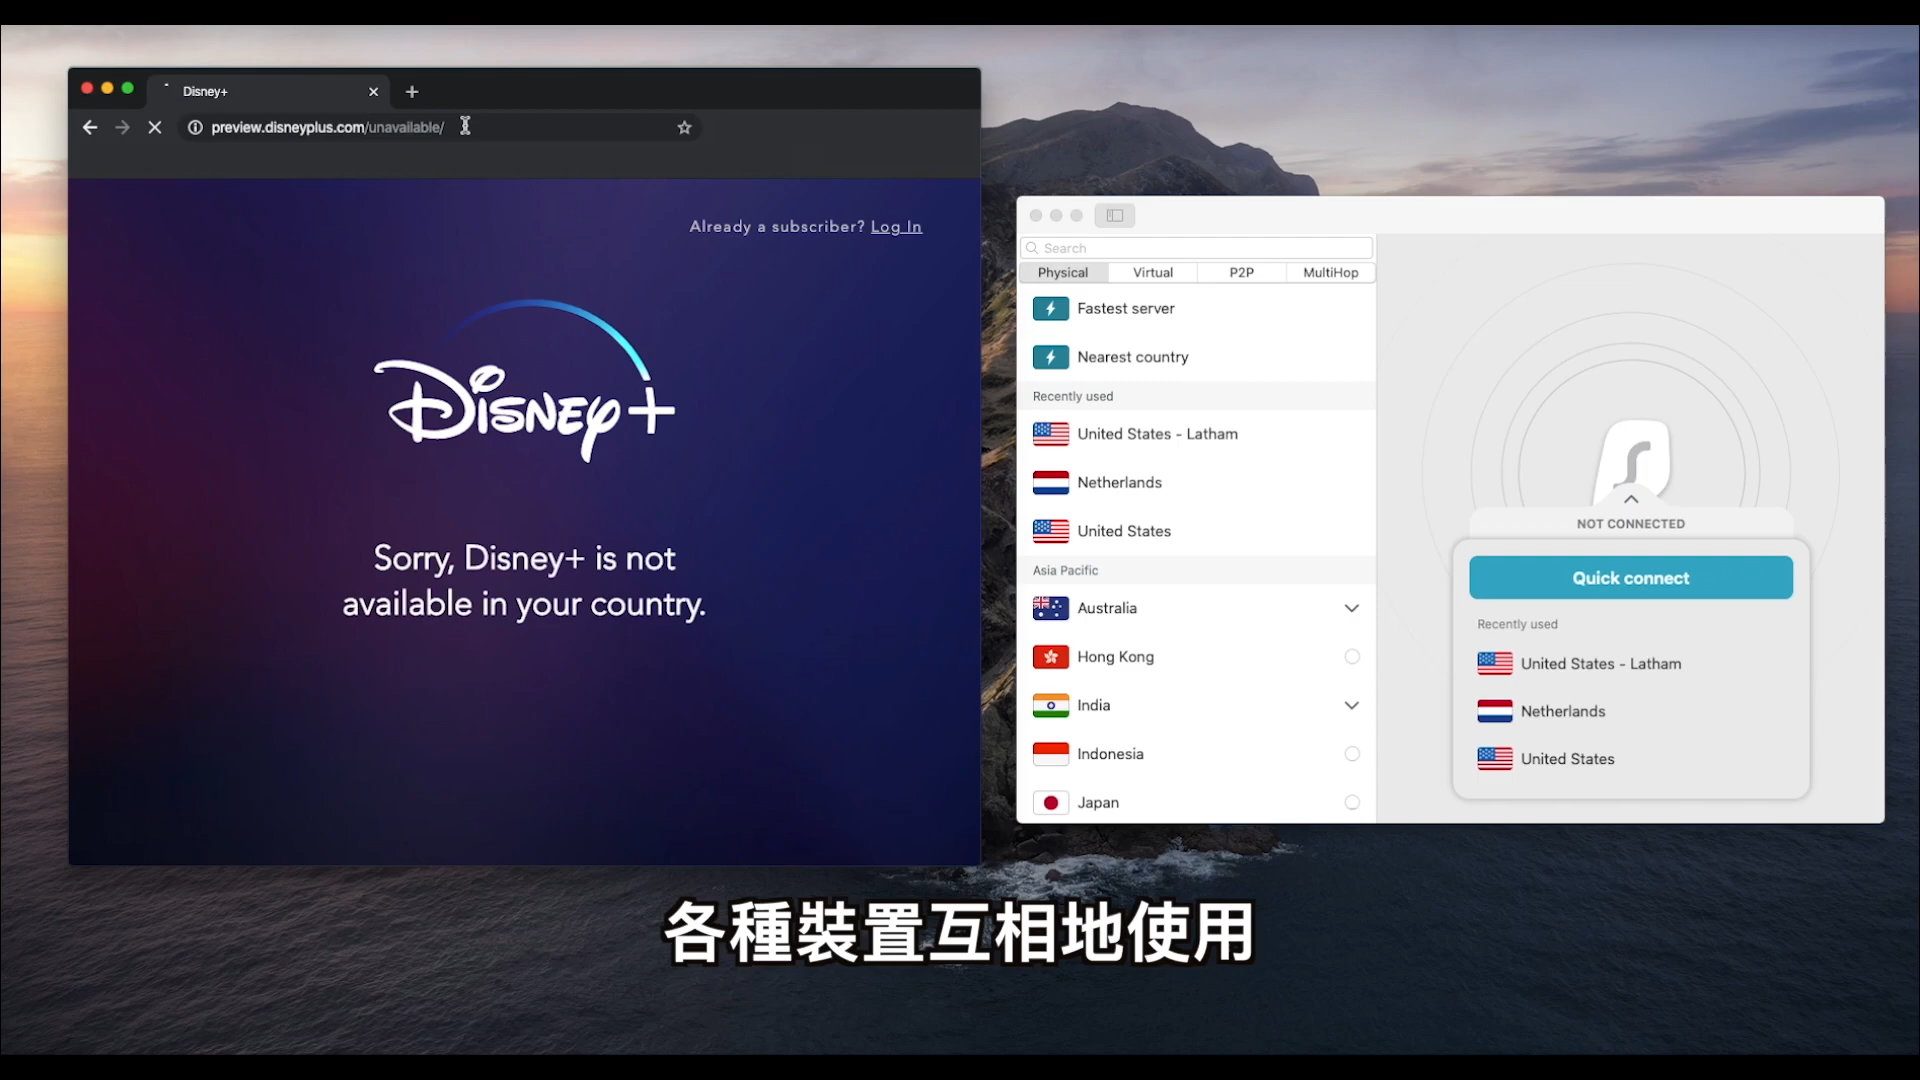 Disney+
preview.disneyplus.com/unavailable/
Already a subscriber? Log In
Disney+
Sorry, Disney+ is not
available in your country.
Search
Physical
Virtual
P2P
MultiHop
Fastest server
Nearest country
Recently used
United States - Latham
Netherlands
United States
Asia Pacific
Australia
Hong Kong
India
Indonesia
Japan
NOT CONNECTED
Quick connect
Recently used
United States - Latham
Netherlands
United States
各種裝置互相地使用